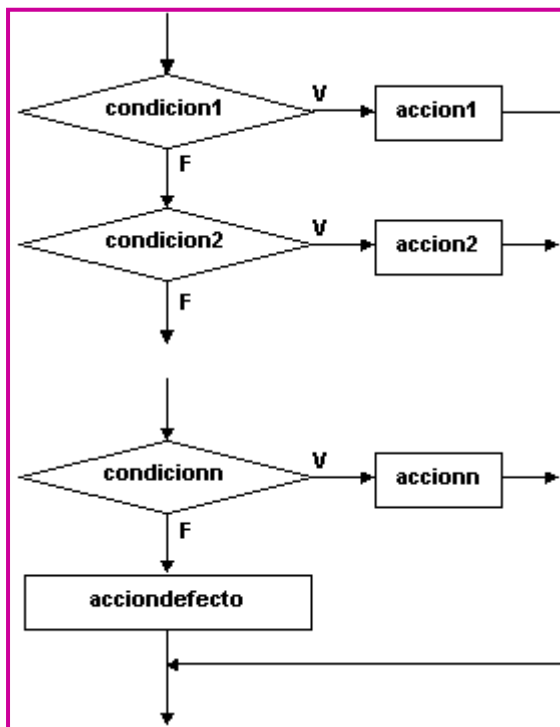 condicion1
V
accion1
F
condicion2
V
accion2
F
condicionn
V
accionn
F
acciondefecto